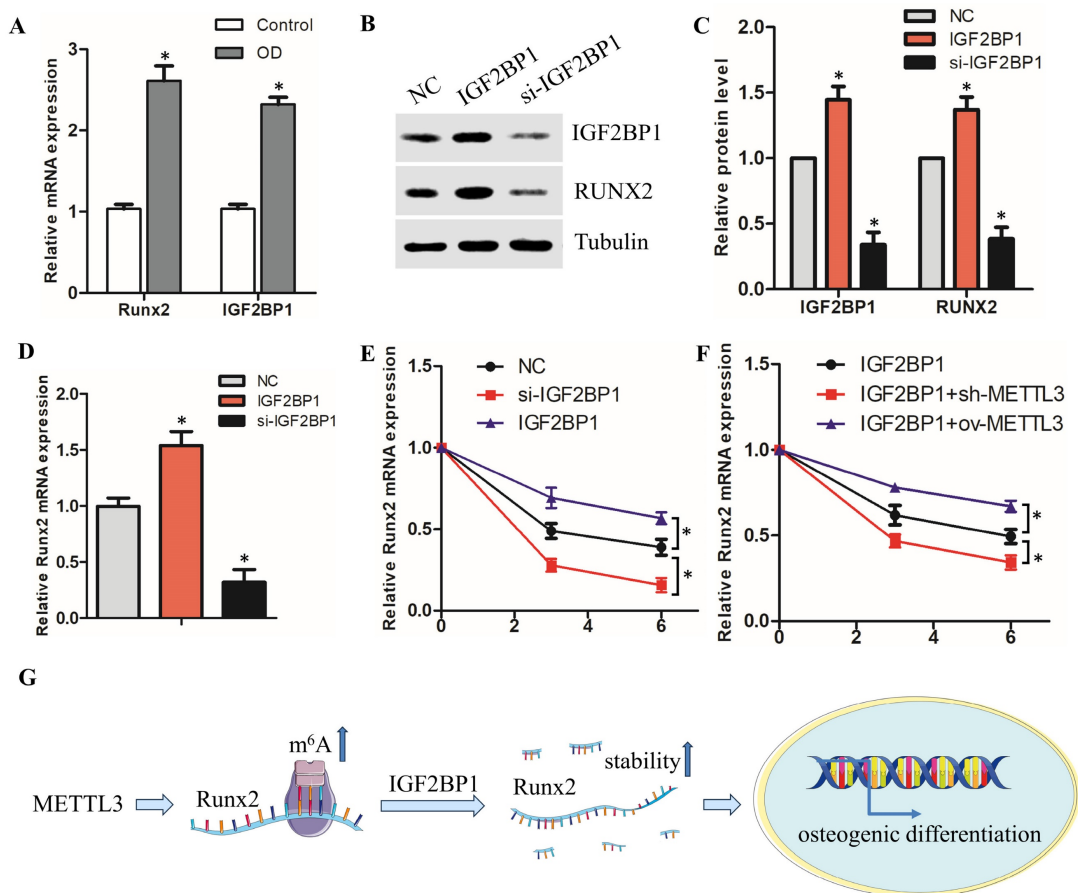 A
Control
OD
Relative mRNA expression
3
2
1
0
3
*
*
Runx2
IGF2BP1
B
NC
IGF2BP1
si-IGF2BP1
IGF2BP1
RUNX2
Tubulin
C
NC
IGF2BP1
si-IGF2BP1
Relative protein level
2.0
1.5
1.0
0.5
0.0
*
*
*
*
IGF2BP1
RUNX2
D
NC
IGF2BP1
si-IGF2BP1
Relative Runx2 mRNA expression
2.0
1.5
1.0
0.5
0.0
*
*
E
NC
si-IGF2BP1
IGF2BP1
Relative Runx2 mRNA expression
1.5
1.0
0.5
0.0
0
2
4
6
*
*
F
IGF2BP1
IGF2BP1+sh-METTL3
IGF2BP1+ov-METTL3
Relative Runx2 mRNA expression
1.5
1.0
0.5
0.0
0
2
4
6
*
*
G
METTL3
Runx2
m⁶A
IGF2BP1
Runx2
stability
osteogenic differentiation